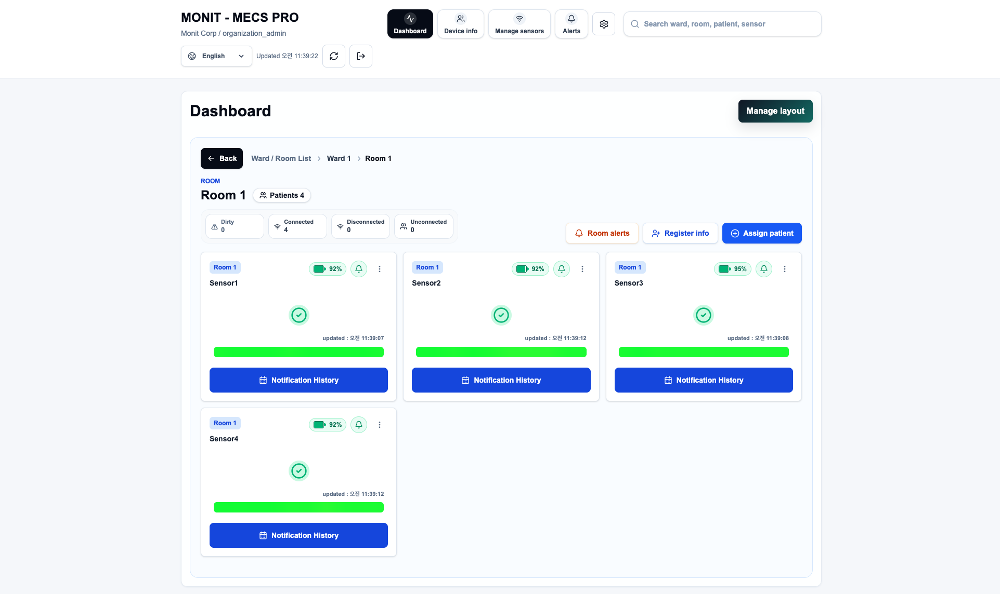 MONIT - MECS PRO
Monit Corp / organization_admin
Dashboard
Device info
Manage sensors
Alerts
Search ward, room, patient, sensor
English
Updated 오전 11:39:22
Dashboard
Manage layout
Back
Ward / Room List > Ward 1 > Room 1
ROOM
Room 1
Patients 4
Dirty
0
Connected
4
Disconnected
0
Unconnected
0
Room alerts
Register info
Assign patient
Room 1
92%
Sensor1
updated : 오전 11:39:07
Notification History
Room 1
92%
Sensor2
updated : 오전 11:39:12
Notification History
Room 1
95%
Sensor3
updated : 오전 11:39:08
Notification History
Room 1
92%
Sensor4
updated : 오전 11:39:12
Notification History